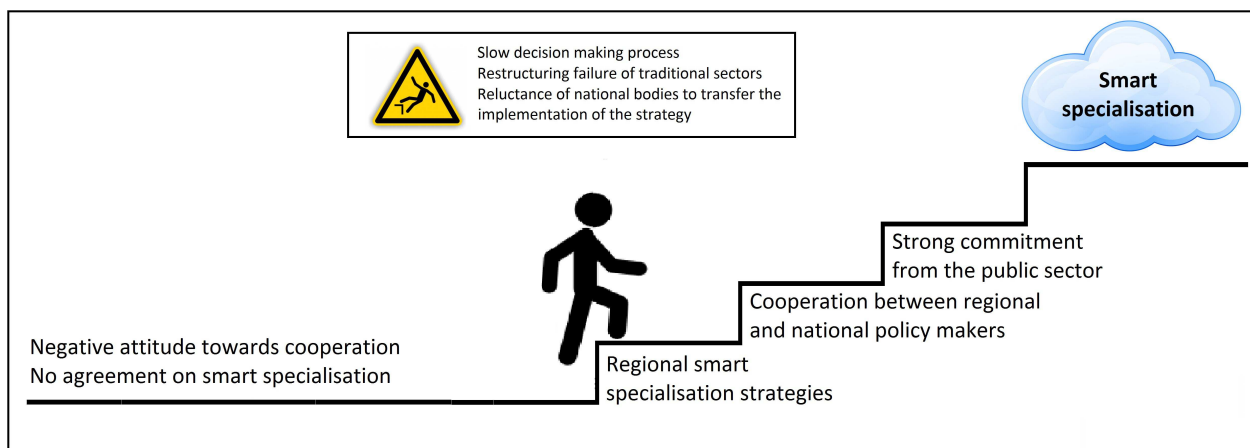 Slow decision making process
Restructuring failure of traditional sectors
Reluctance of national bodies to transfer the
implementation of the strategy
Smart
specialisation
Strong commitment
from the public sector
Cooperation between regional
and national policy makers
Negative attitude towards cooperation
No agreement on smart specialisation
Regional smart
specialisation strategies